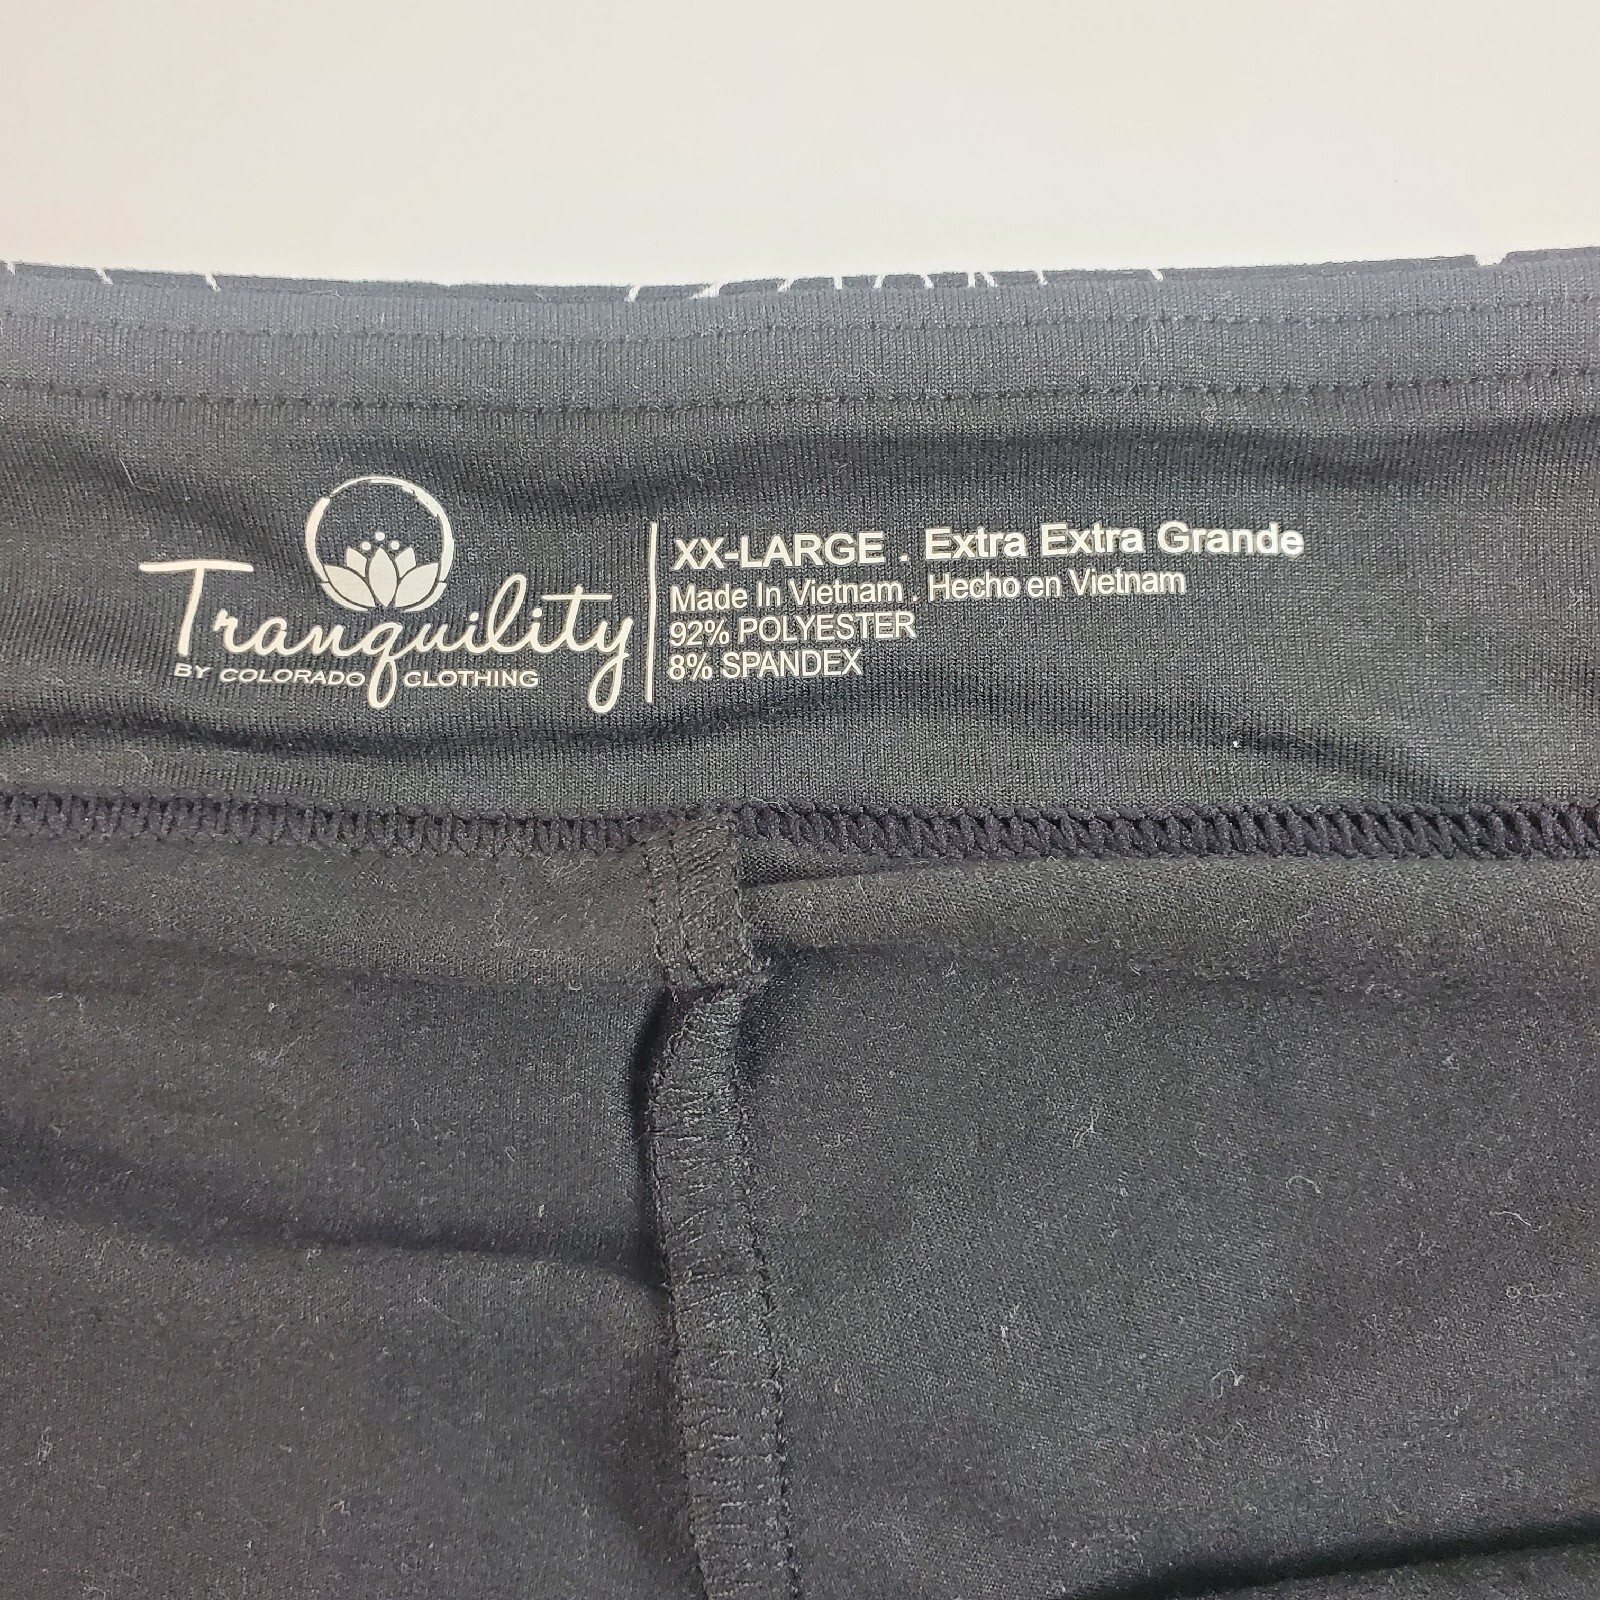 Tranquility
BY COLORADO CLOTHING
XX-LARGE . Extra Extra Grande
Made In Vietnam . Hecho en Vietnam
92% POLYESTER
8% SPANDEX